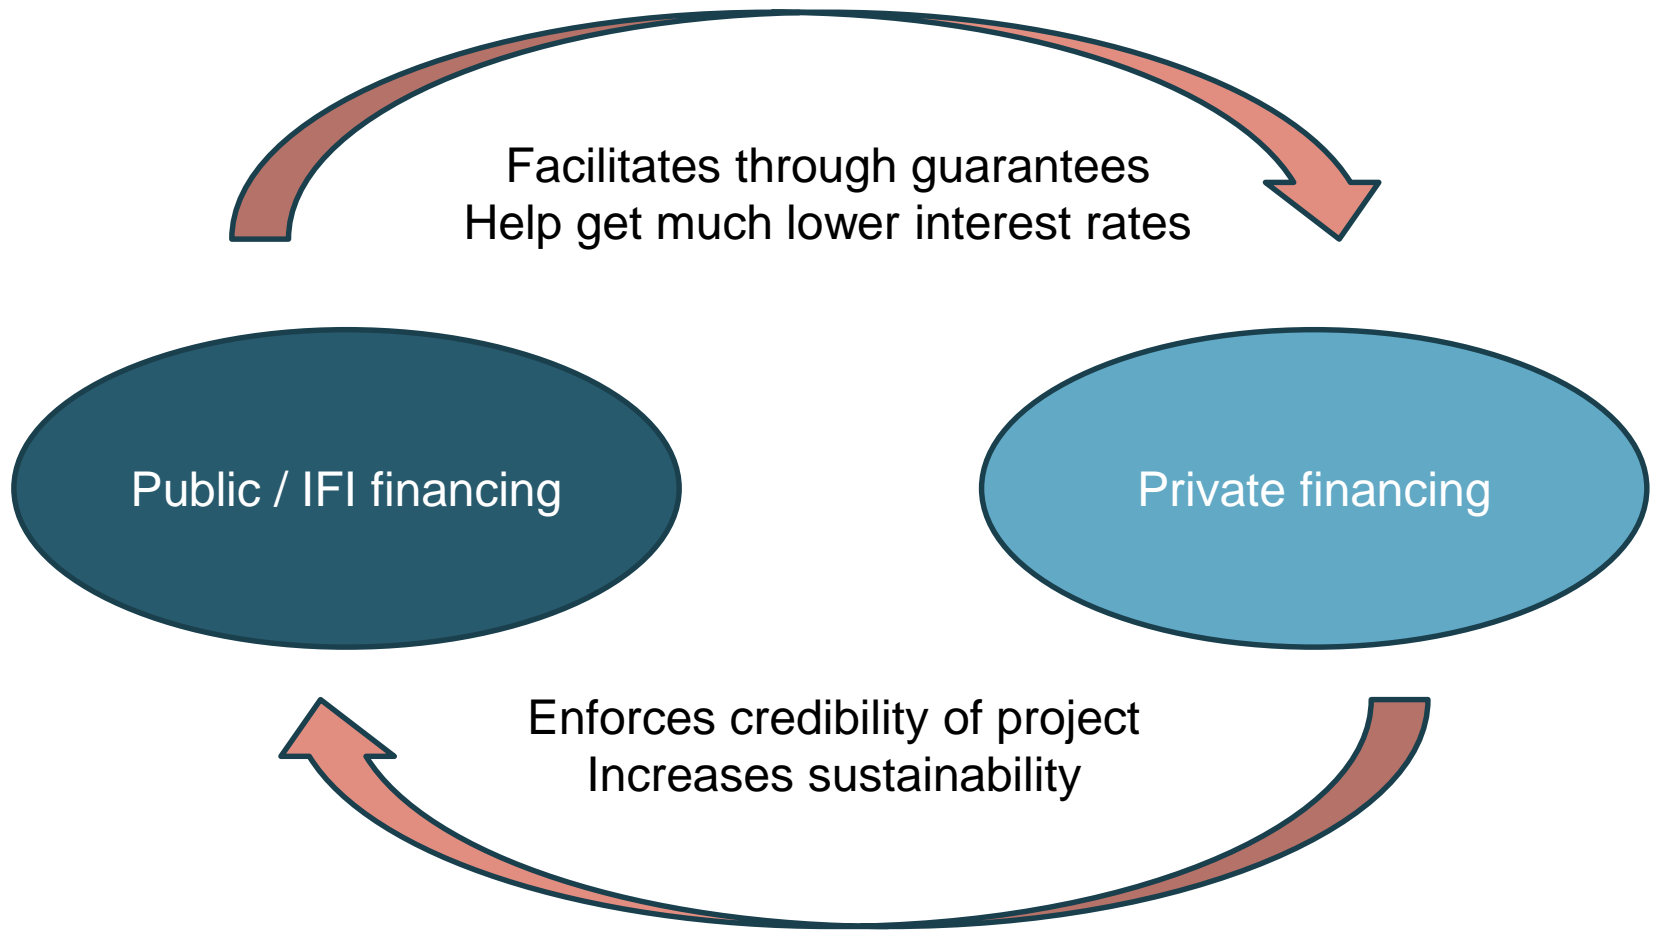 Facilitates through guarantees
Help get much lower interest rates
Public / IFI financing
Private financing
Enforces credibility of project
Increases sustainability